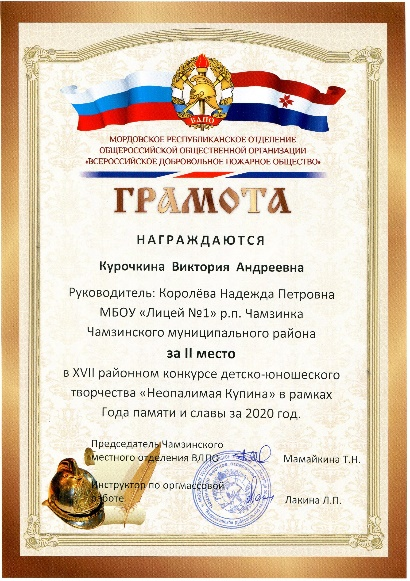 ВДПО
МОРДОВСКОЕ РЕСПУБЛИКАНСКОЕ ОТДЕЛЕНИЕ
ОБЩЕРОССИЙСКОЙ ОБЩЕСТВЕННОЙ ОРГАНИЗАЦИИ
«ВСЕРОССИЙСКОЕ ДОБРОВОЛЬНОЕ ПОЖАРНОЕ ОБЩЕСТВО»
ГРАМОТА
НАГРАЖДАЮТСЯ
Курочкина Виктория Андреевна
Руководитель: Королёва Надежда Петровна
МБОУ «Лицей №1» р.п. Чамзинка
Чамзинского муниципального района
за II место
в XVII районном конкурсе детско-юношеского
творчества «Неопалимая Купина» в рамках
Года памяти и славы за 2020 год.
Председатель Чамзинского
местного отделения ВДПО Мамайкина Т.Н.
Инструктор по оргмассовой
работе Лакина Л.П.